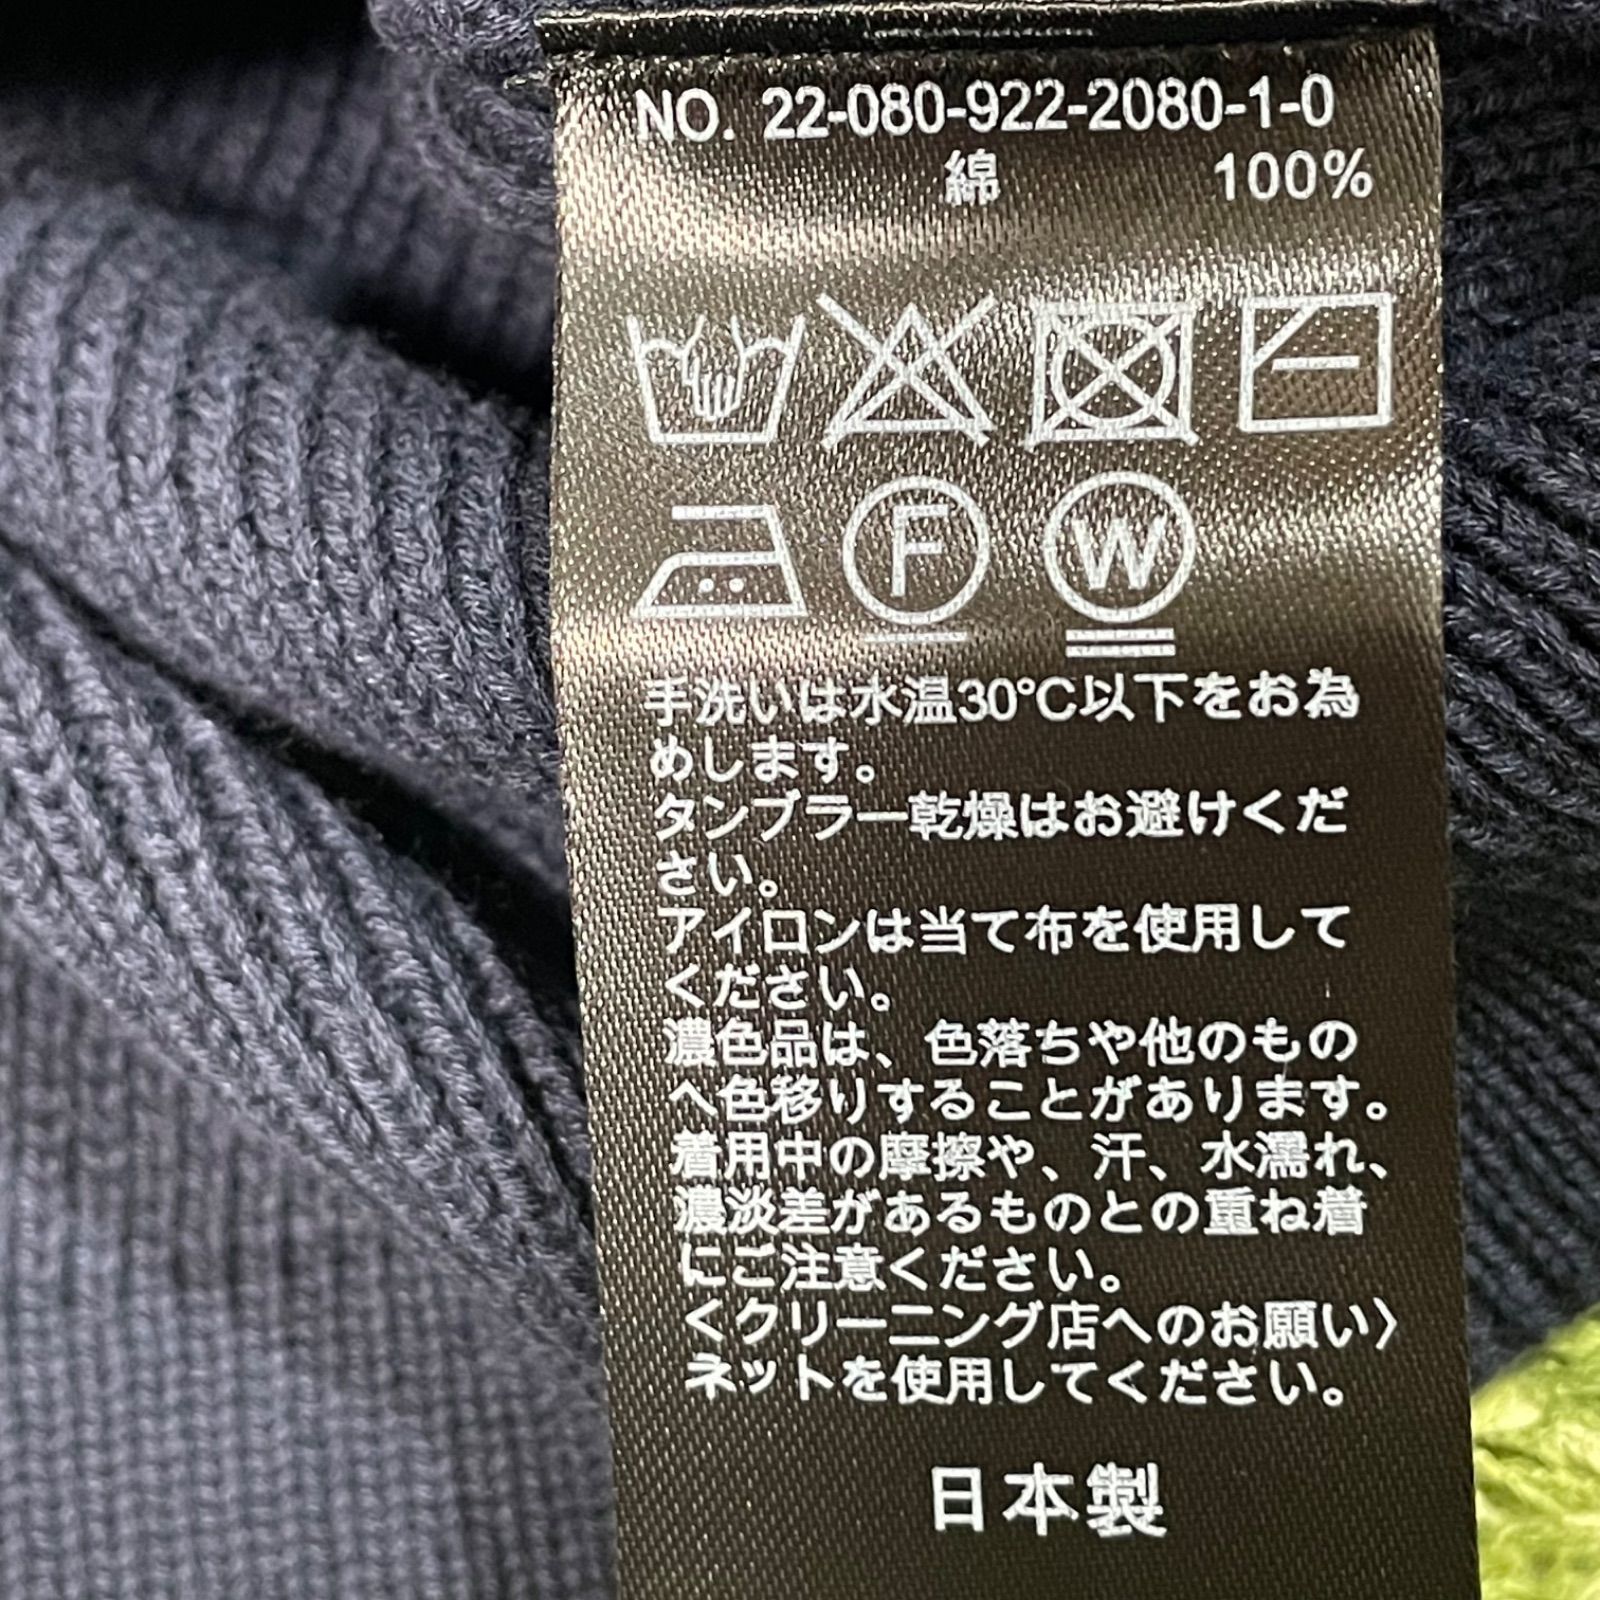 NO. 22-080-922-2080-1-0
綿 100%
F W
手洗いは水温30℃以下をお為
めします。
タンブラー乾燥はお避けくだ
さい。
アイロンは当て布を使用して
ください。
濃色品は、色落ちや他のもの
へ色移りすることがあります。
着用中の摩擦や、汗、水濡れ、
濃淡差があるものとの重ね着
にご注意ください。
〈クリーニング店へのお願い〉
ネットを使用してください。
日本製